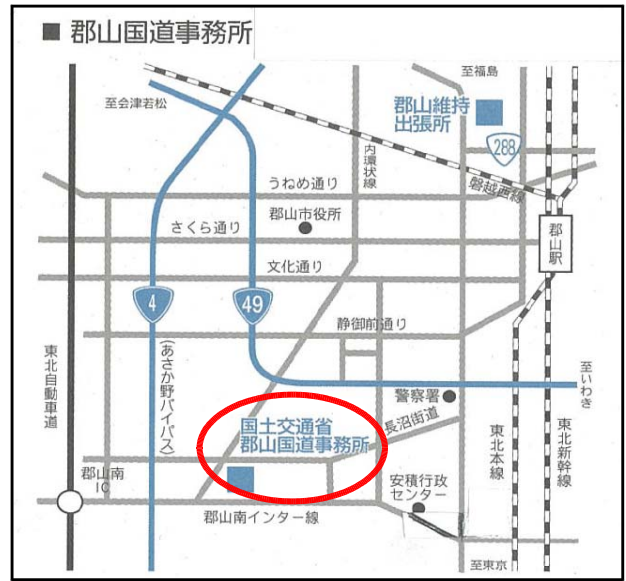 ■ 郡山国道事務所
至福島
至会津若松
郡山維持
出張所
288
内環状線
磐越西線
うねめ通り
郡山市役所
さくら通り
郡山駅
文化通り
4
49
静御前通り
東北自動車道
(あさか野バイパス)
至いわき
警察署
国土交通省
郡山国道事務所
長沼街道
東北本線
東北新幹線
郡山南
IC
安積行政
センター
郡山南インター線
至東京